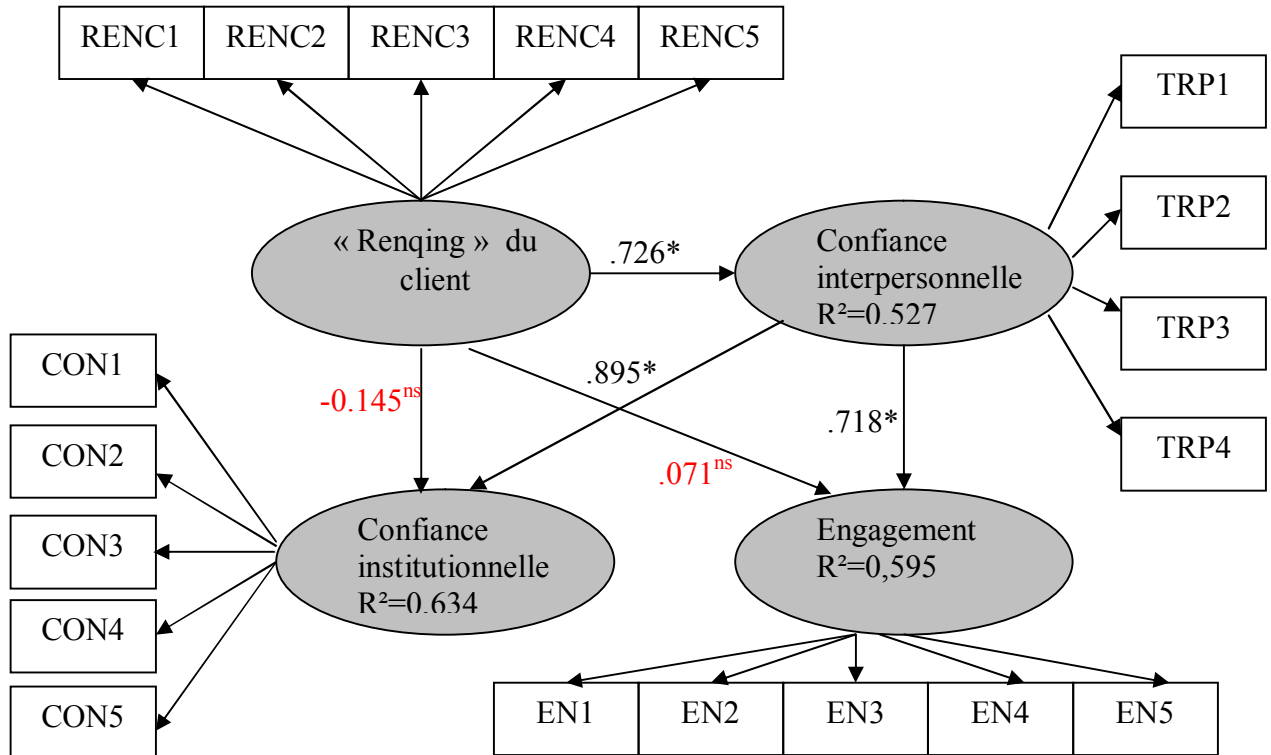 RENC1 RENC2 RENC3 RENC4 RENC5
TRP1
TRP2
TRP3
TRP4
« Renqing » du
client
.726*
Confiance
interpersonnelle
R²=0.527
CON1
CON2
CON3
CON4
CON5
-0.145ⁿˢ
.895*
.718*
.071ⁿˢ
Confiance
institutionnelle
R²=0.634
Engagement
R²=0,595
EN1 EN2 EN3 EN4 EN5